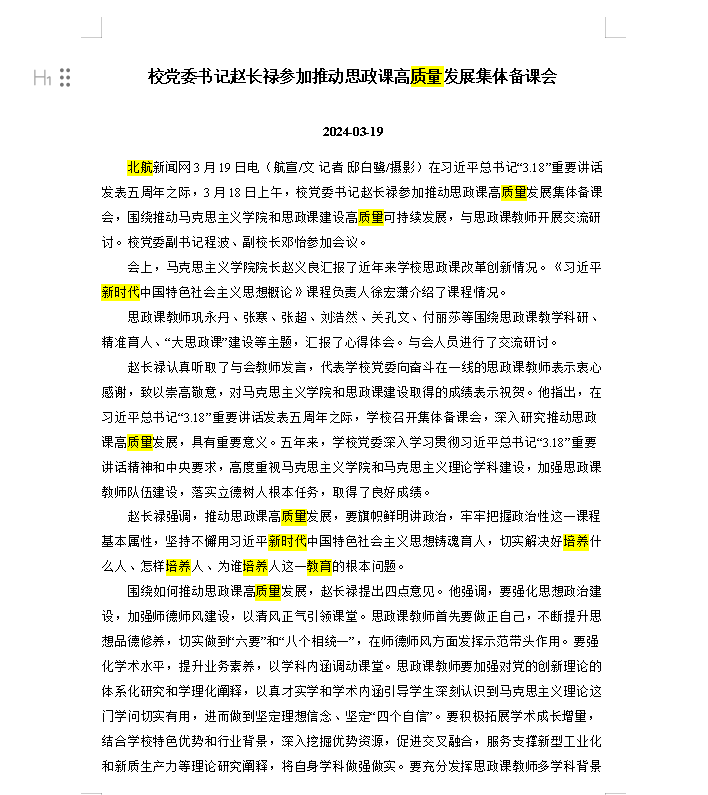 H1
校党委书记赵长禄参加推动思政课高质量发展集体备课会
2024-03-19
北航新闻网3月19日电（航宣/文 记者 邸白鹭/摄影）在习近平总书记“3.18”重要讲话
发表五周年之际，3月18日上午，校党委书记赵长禄参加推动思政课高质量发展集体备课
会，围绕推动马克思主义学院和思政课建设高质量可持续发展，与思政课教师开展交流研
讨。校党委副书记程波、副校长邓怡参加会议。
会上，马克思主义学院院长赵义良汇报了近年来学校思政课改革创新情况。《习近平
新时代中国特色社会主义思想概论》课程负责人徐宏潇介绍了课程情况。
思政课教师巩永丹、张寒、张超、刘浩然、关孔文、付丽莎等围绕思政课教学科研、
精准育人、“大思政课”建设等主题，汇报了心得体会。与会人员进行了交流研讨。
赵长禄认真听取了与会教师发言，代表学校党委向奋斗在一线的思政课教师表示衷心
感谢，致以崇高敬意，对马克思主义学院和思政课建设取得的成绩表示祝贺。他指出，在
习近平总书记“3.18”重要讲话发表五周年之际，学校召开集体备课会，深入研究推动思政
课高质量发展，具有重要意义。五年来，学校党委深入学习贯彻习近平总书记“3.18”重要
讲话精神和中央要求，高度重视马克思主义学院和马克思主义理论学科建设，加强思政课
教师队伍建设，落实立德树人根本任务，取得了良好成绩。
赵长禄强调，推动思政课高质量发展，要旗帜鲜明讲政治，牢牢把握政治性这一课程
基本属性，坚持不懈用习近平新时代中国特色社会主义思想铸魂育人，切实解决好培养什
么人、怎样培养人、为谁培养人这一教育的根本问题。
围绕如何推动思政课高质量发展，赵长禄提出四点意见。他强调，要强化思想政治建
设，加强师德师风建设，以清风正气引领课堂。思政课教师首先要做正自己，不断提升思
想品德修养，切实做到“六要”和“八个相统一”，在师德师风方面发挥示范带头作用。要强
化学术水平，提升业务素养，以学科内涵调动课堂。思政课教师要加强对党的创新理论的
体系化研究和学理化阐释，以真才实学和学术内涵引导学生深刻认识到马克思主义理论这
门学问切实有用，进而做到坚定理想信念、坚定“四个自信”。要积极拓展学术成长增量，
结合学校特色优势和行业背景，深入挖掘优势资源，促进交叉融合，服务支撑新型工业化
和新质生产力等理论研究阐释，将自身学科做强做实。要充分发挥思政课教师多学科背景